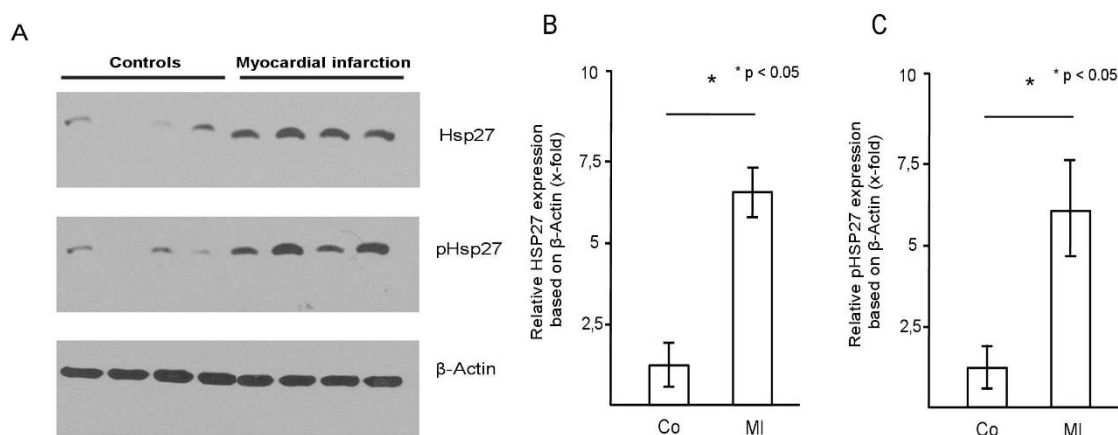 A
Controls
Myocardial infarction
Hsp27
pHsp27
β-Actin
B
* p < 0.05
*
Relative HSP27 expression
based on β-Actin (x-fold)
10
7,5
5
2,5
Co
MI
C
* p < 0.05
*
Relative pHSP27 expression
based on β-Actin (x-fold)
10
7,5
5
2,5
Co
MI